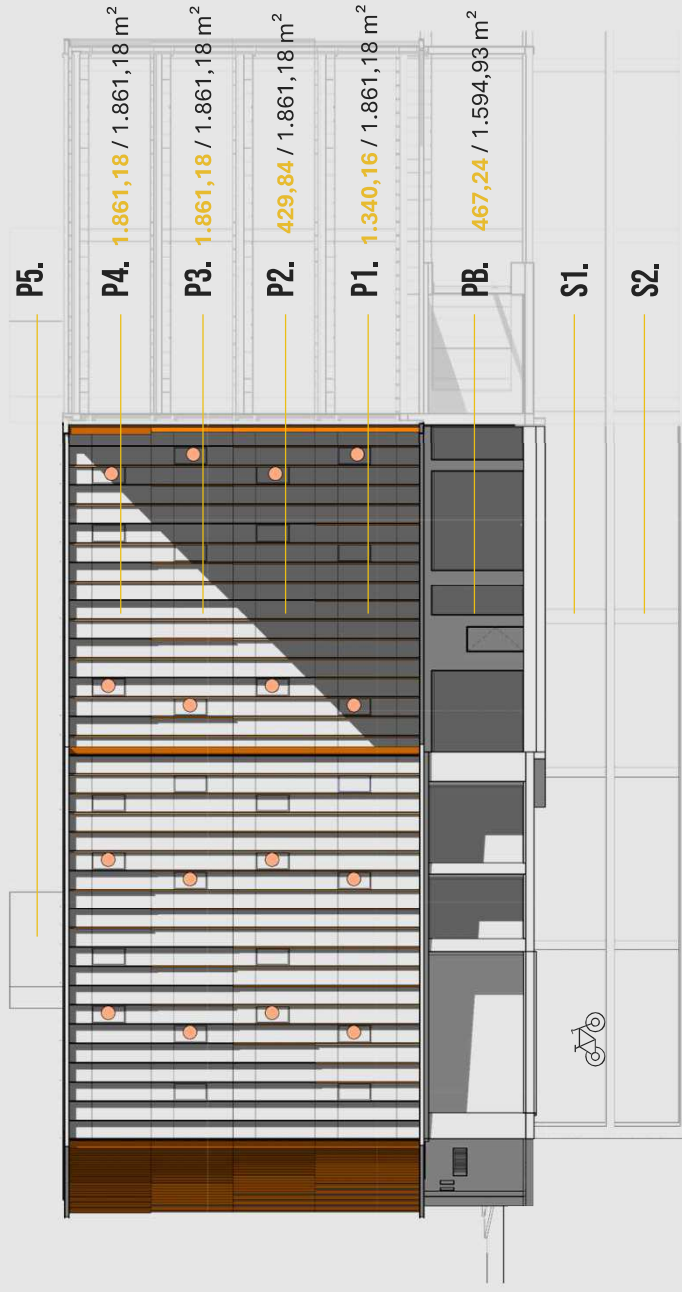 P5.
P4. 1.861,18 / 1.861,18 m²
P3. 1.861,18 / 1.861,18 m²
P2. 429,84 / 1.861,18 m²
P1. 1.340,16 / 1.861,18 m²
PB. 467,24 / 1.594,93 m²
S1.
S2.